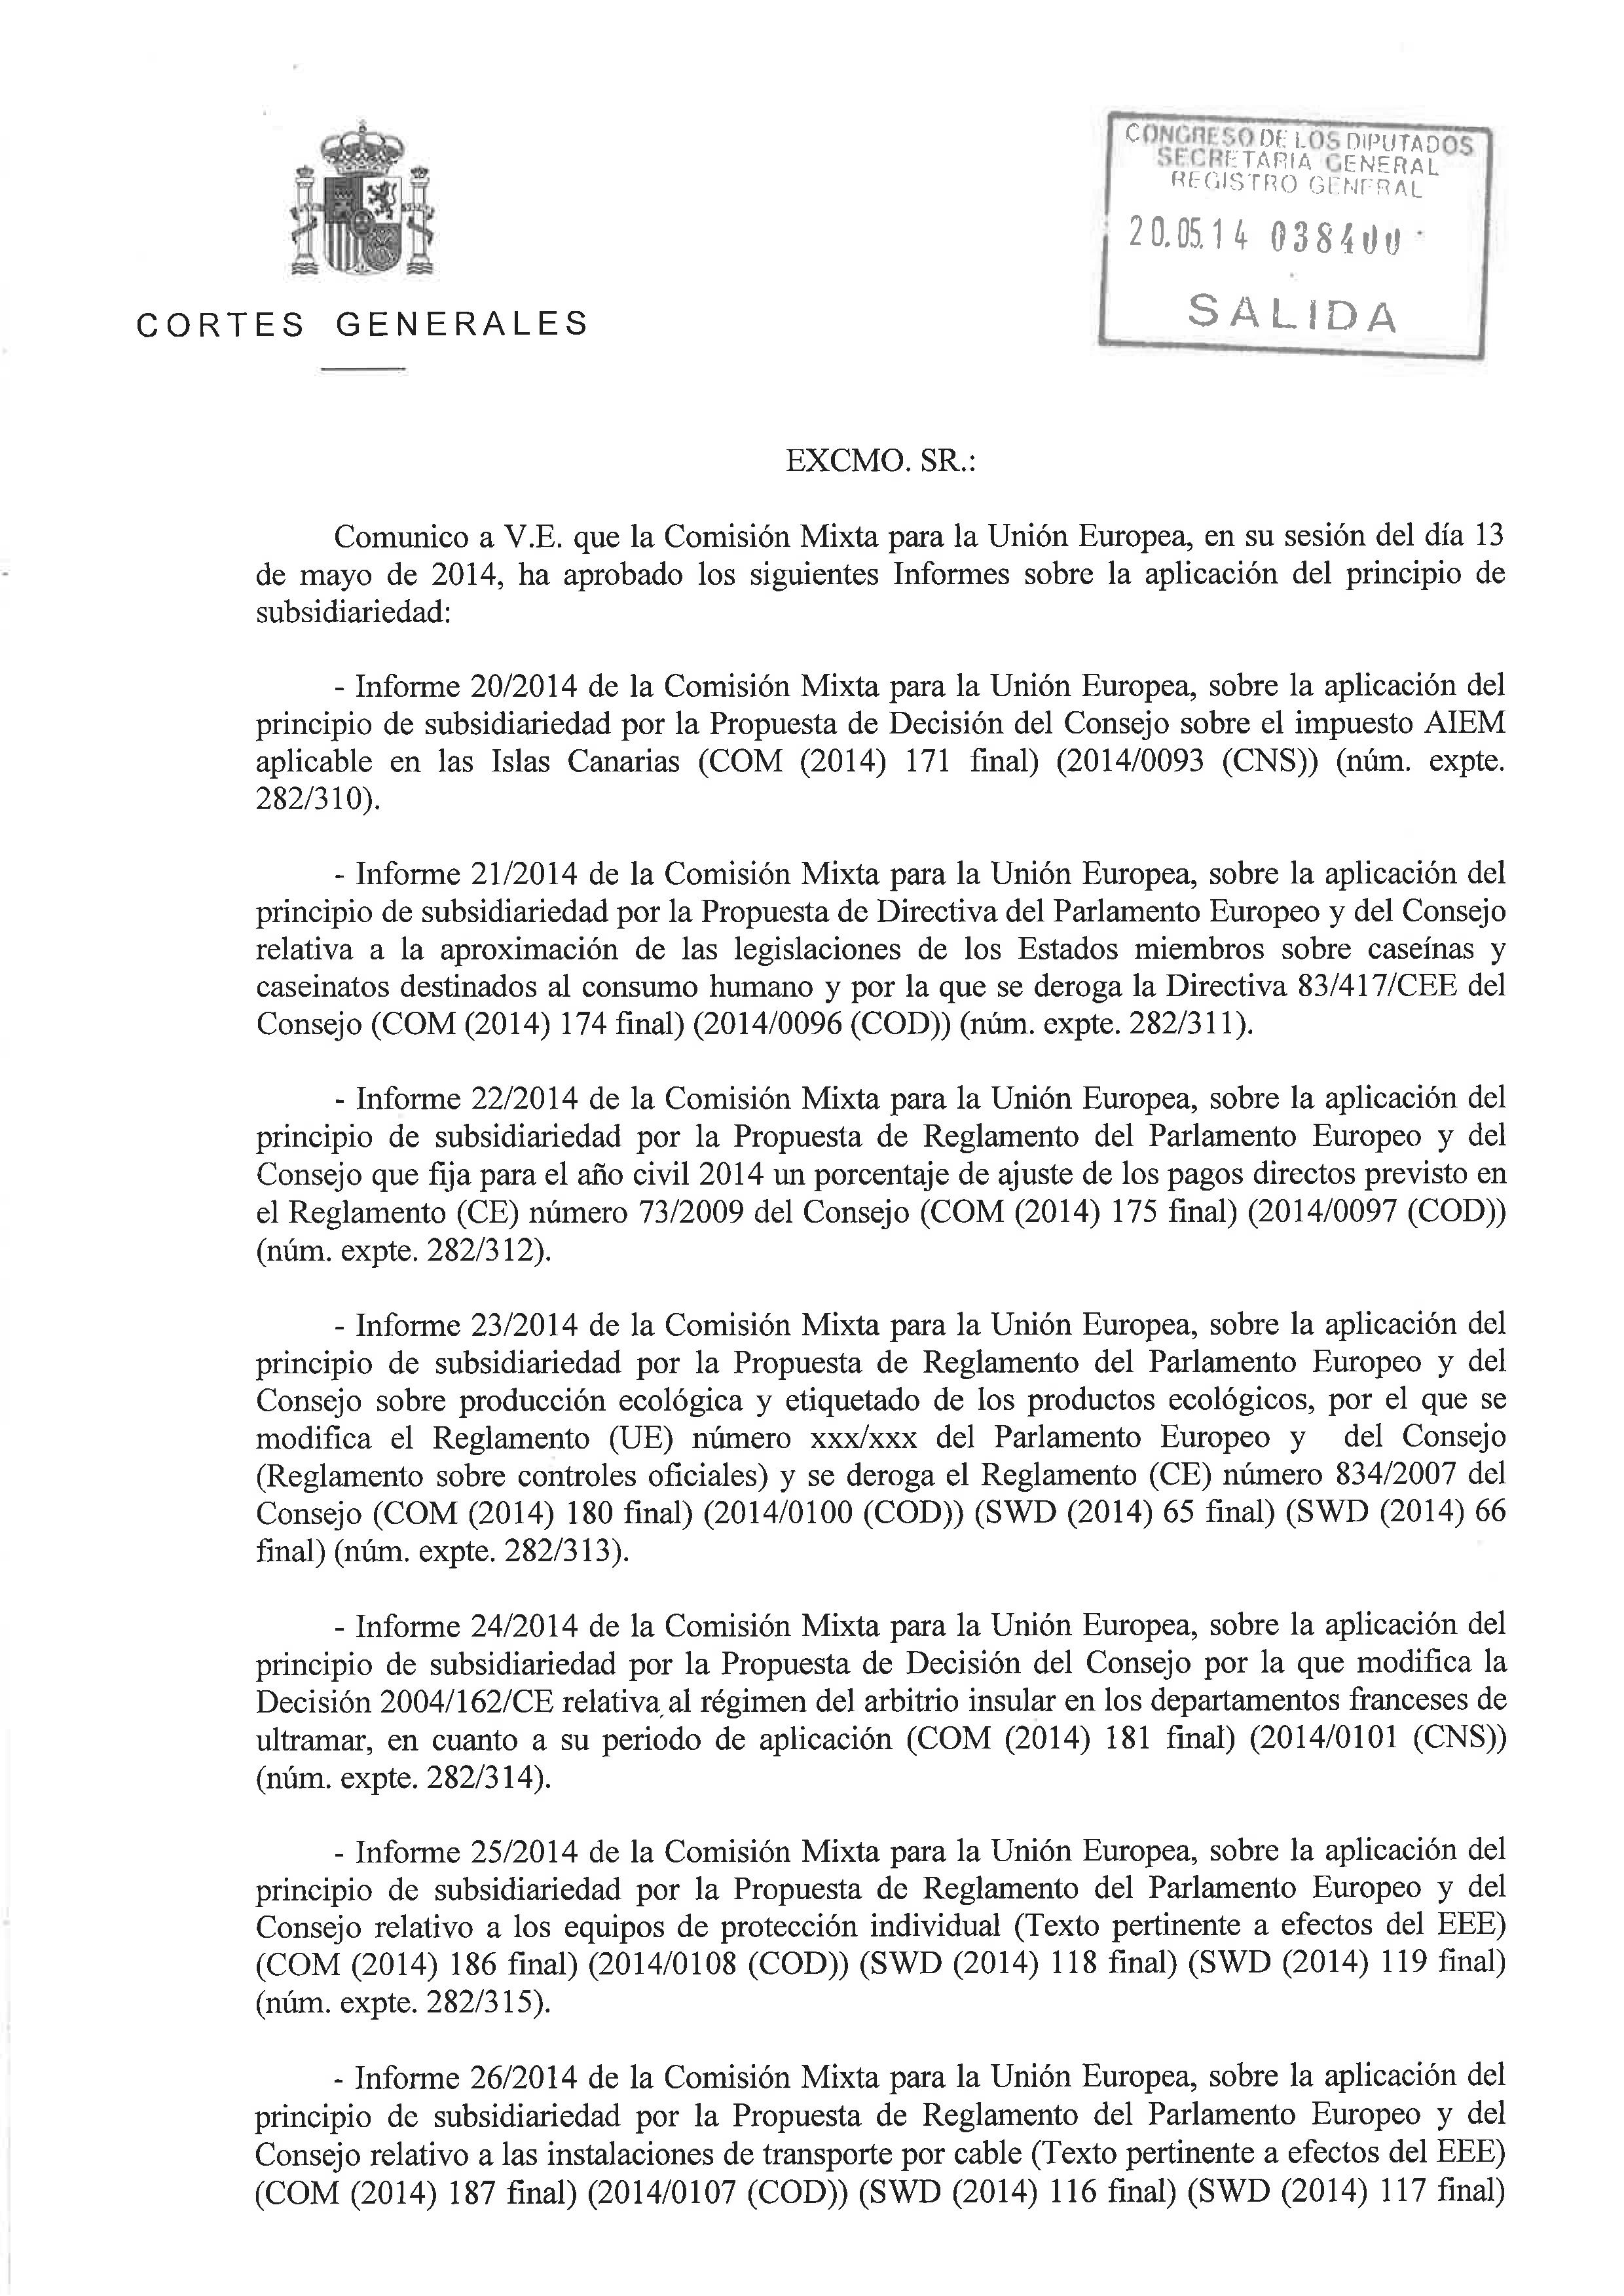 CONGRESO DE LOS DIPUTADOS
SECRETARIA GENERAL
REGISTRO GENERAL
20.05.14
SALIDA
CORTES GENERALES
EXCMO. SR.:
Comunico a V.E. que la Comisión Mixta para la Unión Europea, en su sesión del día 13
de mayo de 2014, ha aprobado los siguientes Informes sobre la aplicación del principio de
subsidiariedad:
- Informe 20/2014 de la Comisión Mixta para la Unión Europea, sobre la aplicación del
principio de subsidiariedad por la Propuesta de Decisión del Consejo sobre el impuesto AIEM
aplicable en las Islas Canarias (COM (2014) 171 final) (2014/0093 (CNS)) (núm. expte.
282/310).
- Informe 21/2014 de la Comisión Mixta para la Unión Europea, sobre la aplicación del
principio de subsidiariedad por la Propuesta de Directiva del Parlamento Europeo y del Consejo
relativa a la aproximación de las legislaciones de los Estados miembros sobre caseínas y
caseinatos destinados al consumo humano y por la que se deroga la Directiva 83/417/CEE del
Consejo (COM (2014) 174 final) (2014/0096 (COD)) (núm. expte. 282/311).
- Informe 22/2014 de la Comisión Mixta para la Unión Europea, sobre la aplicación del
principio de subsidiariedad por la Propuesta de Reglamento del Parlamento Europeo y del
Consejo que fija para el año civil 2014 un porcentaje de ajuste de los pagos directos previsto en
el Reglamento (CE) número 73/2009 del Consejo (COM (2014) 175 final) (2014/0097 (COD))
(núm. expte. 282/312).
- Informe 23/2014 de la Comisión Mixta para la Unión Europea, sobre la aplicación del
principio de subsidiariedad por la Propuesta de Reglamento del Parlamento Europeo y del
Consejo sobre producción ecológica y etiquetado de los productos ecológicos, por el que se
modifica el Reglamento (UE) número xxx/xxx del Parlamento Europeo y del Consejo
(Reglamento sobre controles oficiales) y se deroga el Reglamento (CE) número 834/2007 del
Consejo (COM (2014) 180 final) (2014/0100 (COD)) (SWD (2014) 65 final) (SWD (2014) 66
final) (núm. expte. 282/313).
- Informe 24/2014 de la Comisión Mixta para la Unión Europea, sobre la aplicación del
principio de subsidiariedad por la Propuesta de Decisión del Consejo por la que modifica la
Decisión 2004/162/CE relativa al régimen del arbitrio insular en los departamentos franceses de
ultramar, en cuanto a su periodo de aplicación (COM (2014) 181 final) (2014/0101 (CNS))
(núm. expte. 282/314).
- Informe 25/2014 de la Comisión Mixta para la Unión Europea, sobre la aplicación del
principio de subsidiariedad por la Propuesta de Reglamento del Parlamento Europeo y del
Consejo relativo a los equipos de protección individual (Texto pertinente a efectos del EEE)
(COM (2014) 186 final) (2014/0108 (COD)) (SWD (2014) 118 final) (SWD (2014) 119 final)
(núm. expte. 282/315).
- Informe 26/2014 de la Comisión Mixta para la Unión Europea, sobre la aplicación del
principio de subsidiariedad por la Propuesta de Reglamento del Parlamento Europeo y del
Consejo relativo a las instalaciones de transporte por cable (Texto pertinente a efectos del EEE)
(COM (2014) 187 final) (2014/0107 (COD)) (SWD (2014) 116 final) (SWD (2014) 117 final)